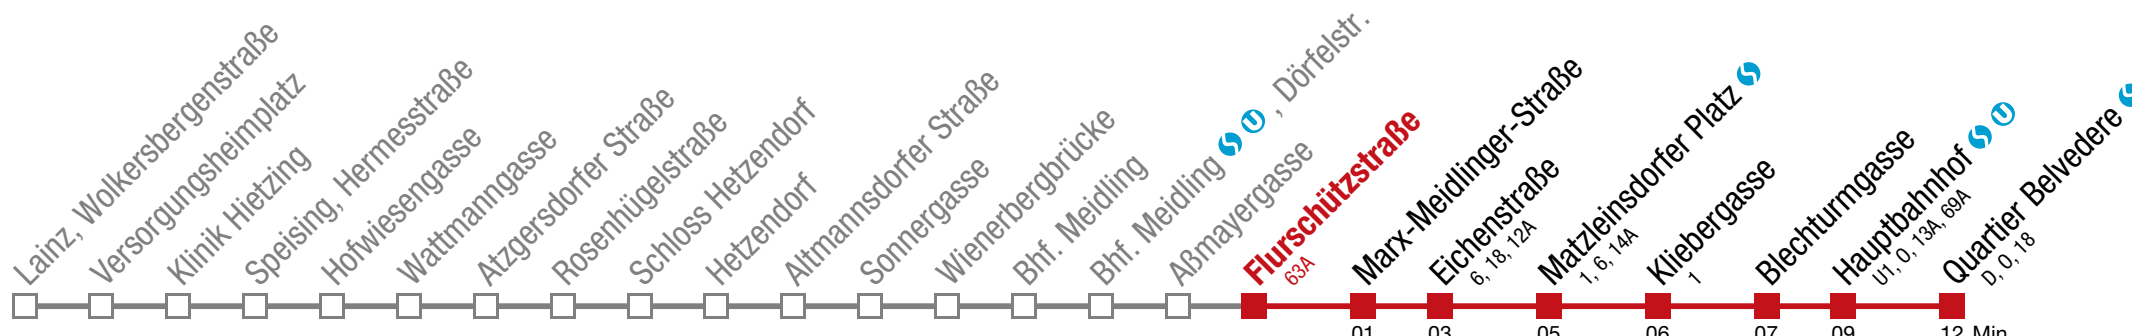 Lainz, Wolkersbergenstraße
Versorgungsheimplatz
Klinik Hietzing
Speising, Hermesstraße
Hofwiesengasse
Wattmanngasse
Atzgersdorfer Straße
Rosenhügelstraße
Schloss Hetzendorf
Hetzendorf
Altmannsdorfer Straße
Sonnergasse
Wienerbergbrücke
Bhf. Meidling
Bhf. Meidling S U , Dörfelstr.
Aßmayergasse
Flurschützstraße
63A
Marx-Meidlinger-Straße
Eichenstraße
6, 18, 12A
Matzleinsdorfer Platz S
1, 6, 14A
Kliebergasse
1
Blechturmgasse
Hauptbahnhof S U
U1, O, 13A, 69A
Quartier Belvedere S
D, O, 18
01 03 05 06 07 09 12 Min